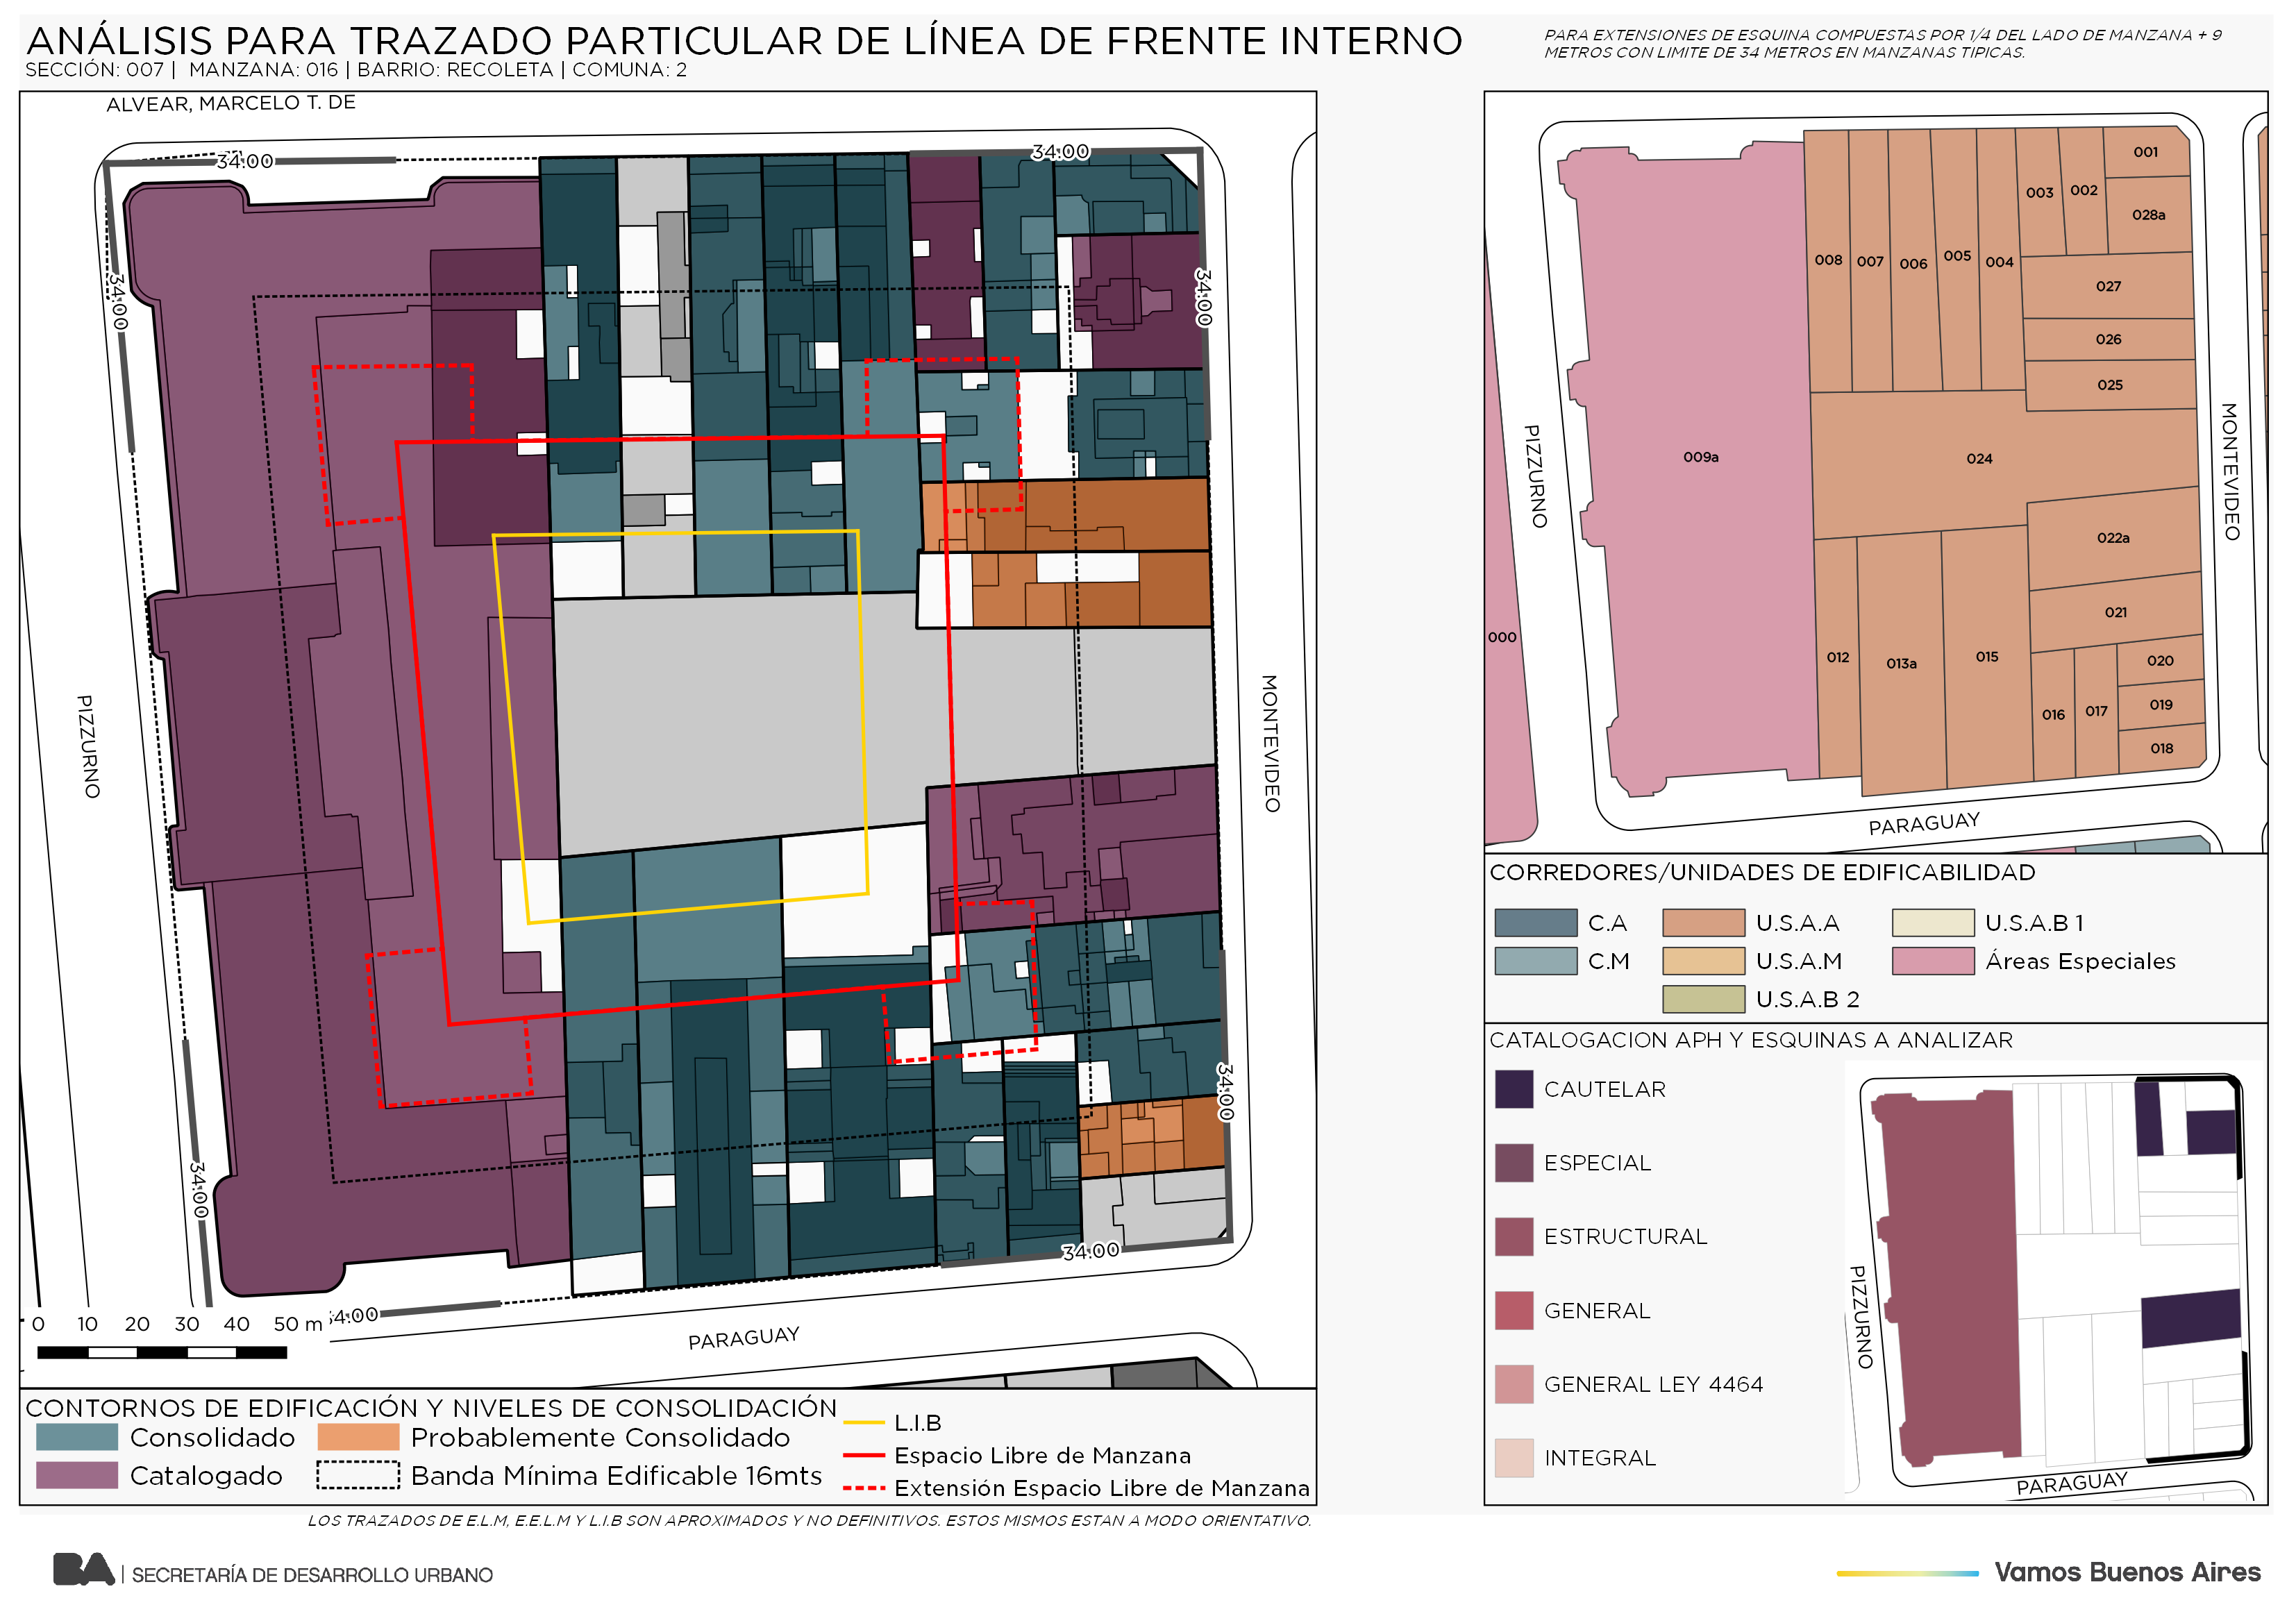 ANÁLISIS PARA TRAZADO PARTICULAR DE LÍNEA DE FRENTE INTERNO
SECCIÓN: 007 | MANZANA: 016 | BARRIO: RECOLETA | COMUNA: 2
PARA EXTENSIONES DE ESQUINA COMPUESTAS POR 1/4 DEL LADO DE MANZANA + 9
METROS CON LIMITE DE 34 METROS EN MANZANAS TIPICAS.
ALVEAR, MARCELO T. DE
34:00
34:00
34:00
34:00
PIZZURNO
MONTEVIDEO
34:00
34:00
34:00
34:00
PARAGUAY
0 10 20 30 40 50 m
CONTORNOS DE EDIFICACIÓN Y NIVELES DE CONSOLIDACIÓN
Consolidado
Probablemente Consolidado
Catalogado
Banda Mínima Edificable 16mts
L.I.B
Espacio Libre de Manzana
Extensión Espacio Libre de Manzana
001
003
002
028a
008
007
006
005
004
027
026
025
PIZZURNO
009a
024
MONTEVIDEO
022a
021
000
012
013a
015
020
016
017
019
018
PARAGUAY
CORREDORES/UNIDADES DE EDIFICABILIDAD
C.A
U.S.A.A
U.S.A.B 1
C.M
U.S.A.M
Áreas Especiales
U.S.A.B 2
CATALOGACION APH Y ESQUINAS A ANALIZAR
CAUTELAR
ESPECIAL
ESTRUCTURAL
GENERAL
GENERAL LEY 4464
INTEGRAL
PIZZURNO
PARAGUAY
LOS TRAZADOS DE E.L.M, E.E.L.M Y L.I.B SON APROXIMADOS Y NO DEFINITIVOS. ESTOS MISMOS ESTAN A MODO ORIENTATIVO.
BA | SECRETARÍA DE DESARROLLO URBANO
Vamos Buenos Aires